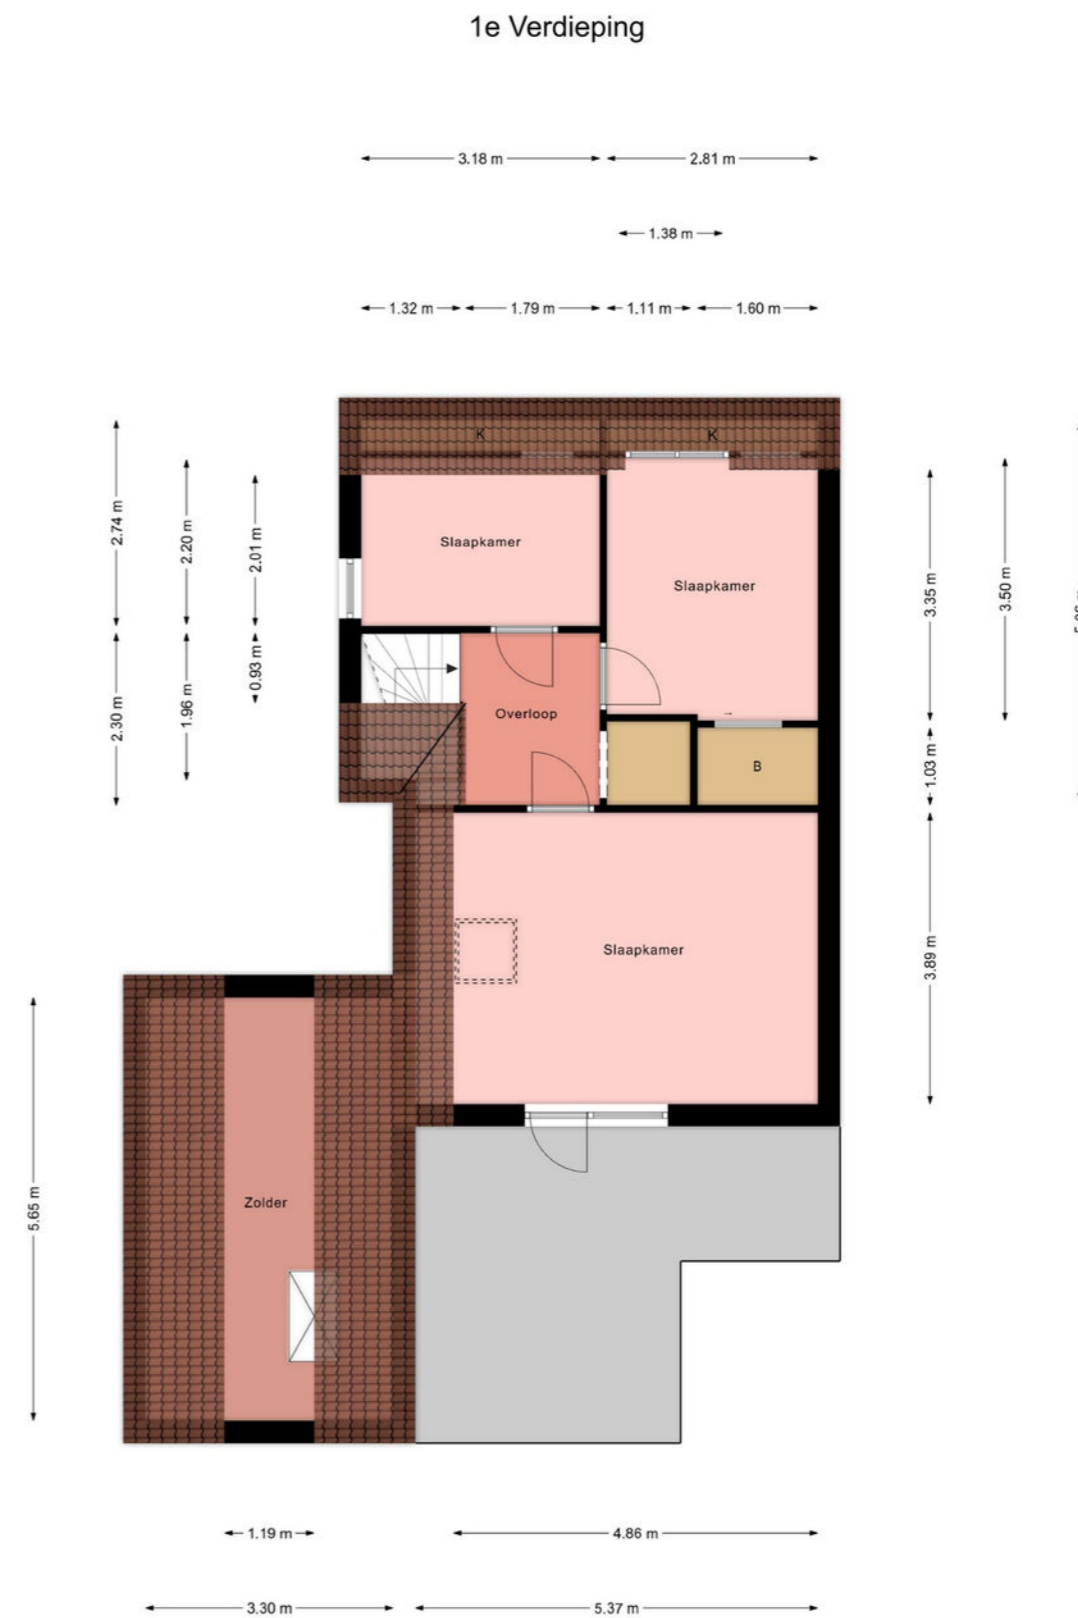 1e Verdieping
3.18 m
2.81 m
1.38 m
1.32 m
1.79 m
1.11 m
1.60 m
K
K
2.74 m
2.20 m
2.01 m
Slaapkamer
Slaapkamer
3.35 m
3.50 m
2.30 m
1.96 m
0.93 m
Overloop
B
1.03 m
Slaapkamer
3.89 m
5.65 m
Zolder
1.19 m
4.86 m
3.30 m
5.37 m